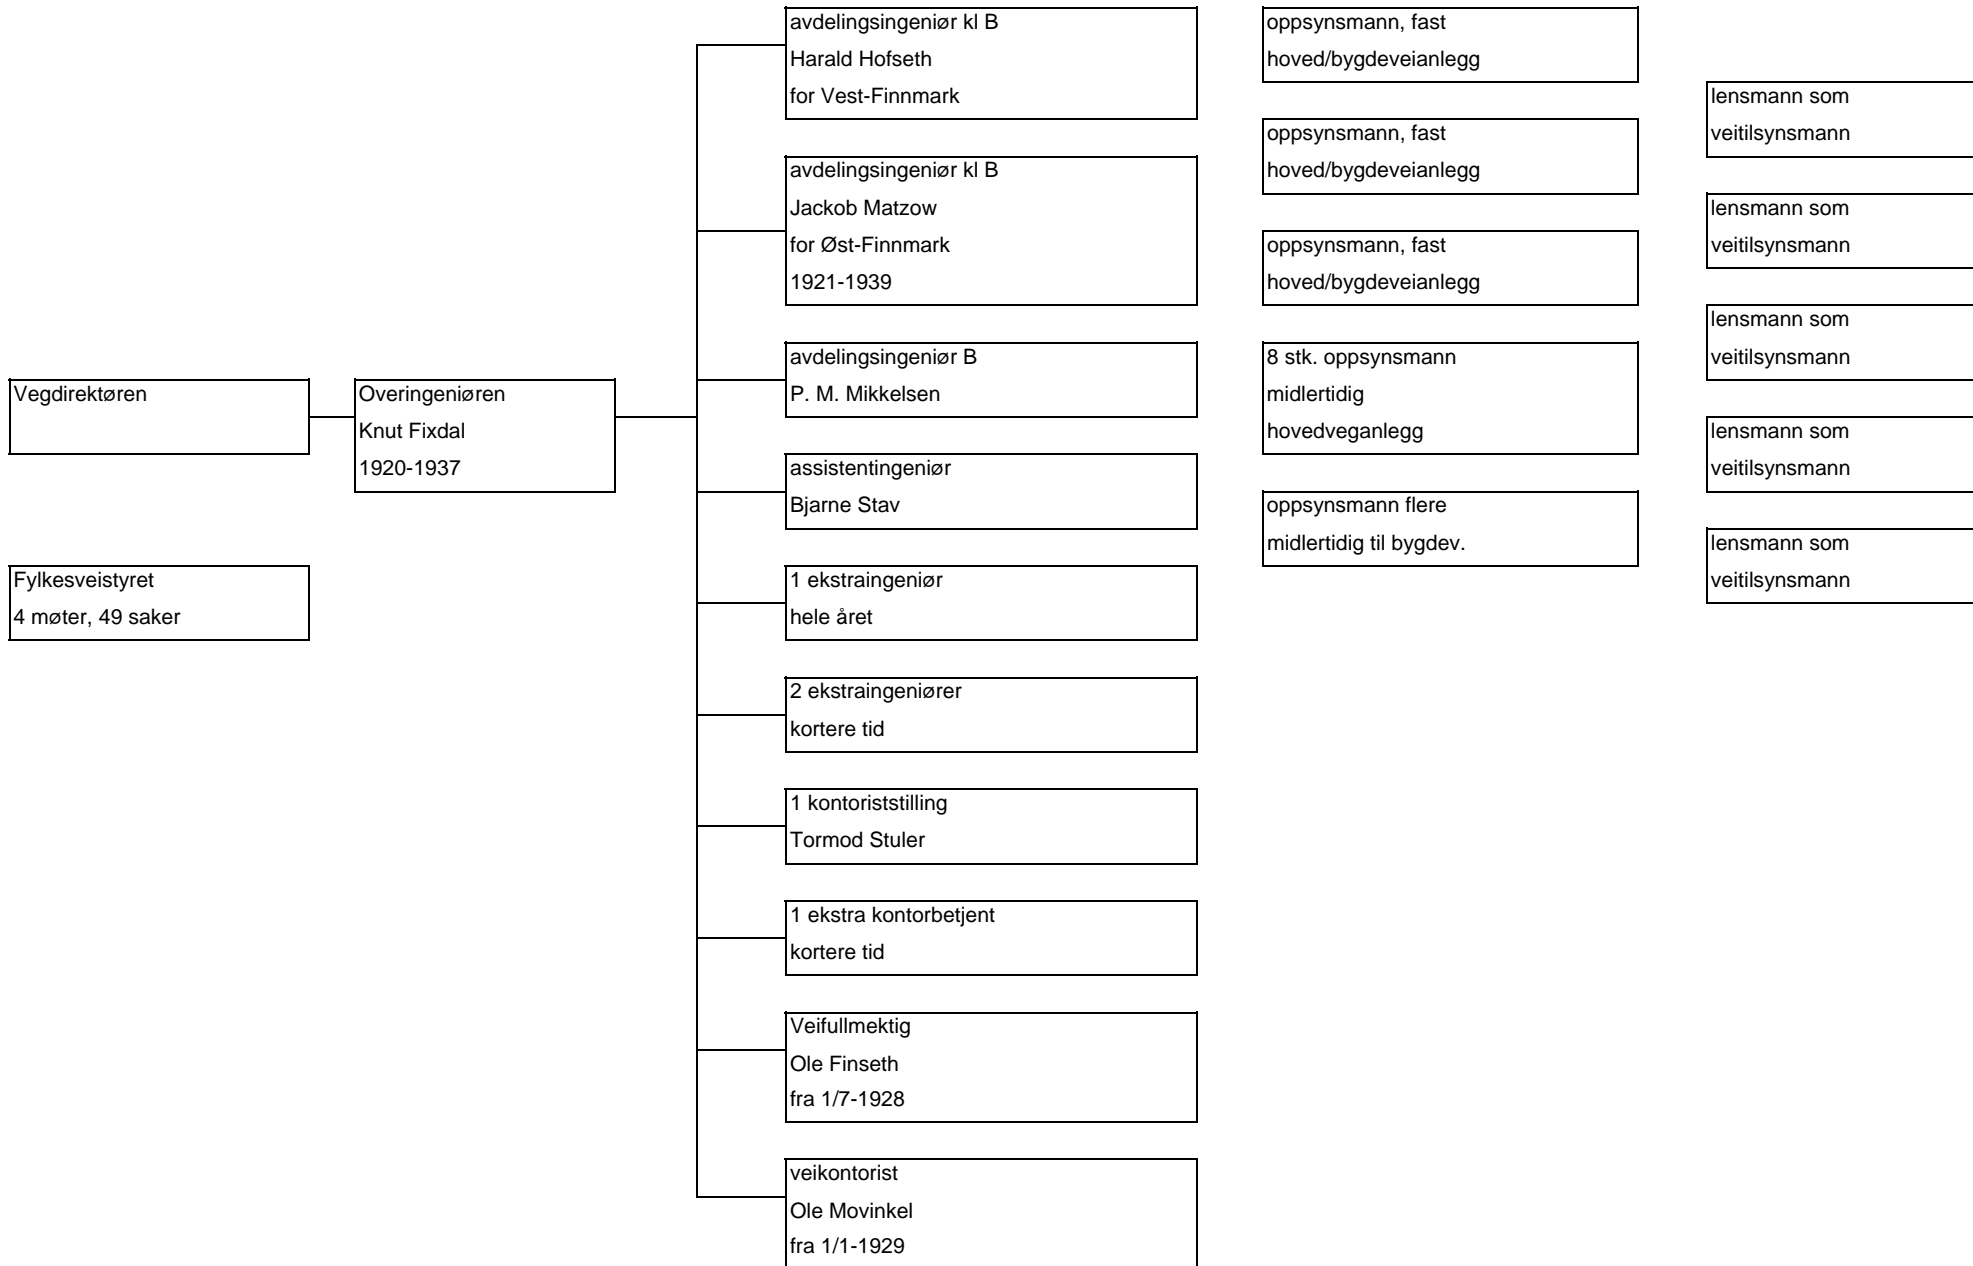 Vegdirektøren
Fylkesveistyret
4 møter, 49 saker
Overingeniøren
Knut Fixdal
1920-1937
avdelingsingeniør kl B
Harald Hofseth
for Vest-Finnmark
avdelingsingeniør kl B
Jackob Matzow
for Øst-Finnmark
1921-1939
avdelingsingeniør B
P. M. Mikkelsen
assistentingeniør
Bjarne Stav
1 ekstraingeniør
hele året
2 ekstraingeniører
kortere tid
1 kontoriststilling
Tormod Stuler
1 ekstra kontorbetjent
kortere tid
Veifullmektig
Ole Finseth
fra 1/7-1928
veikontorist
Ole Movinkel
fra 1/1-1929
oppsynsmann, fast
hoved/bygdeveianlegg
oppsynsmann, fast
hoved/bygdeveianlegg
oppsynsmann, fast
hoved/bygdeveianlegg
8 stk. oppsynsmann
midlertidig
hovedveganlegg
oppsynsmann flere
midlertidig til bygdev.
lensmann som
veitilsynsmann
lensmann som
veitilsynsmann
lensmann som
veitilsynsmann
lensmann som
veitilsynsmann
lensmann som
veitilsynsmann